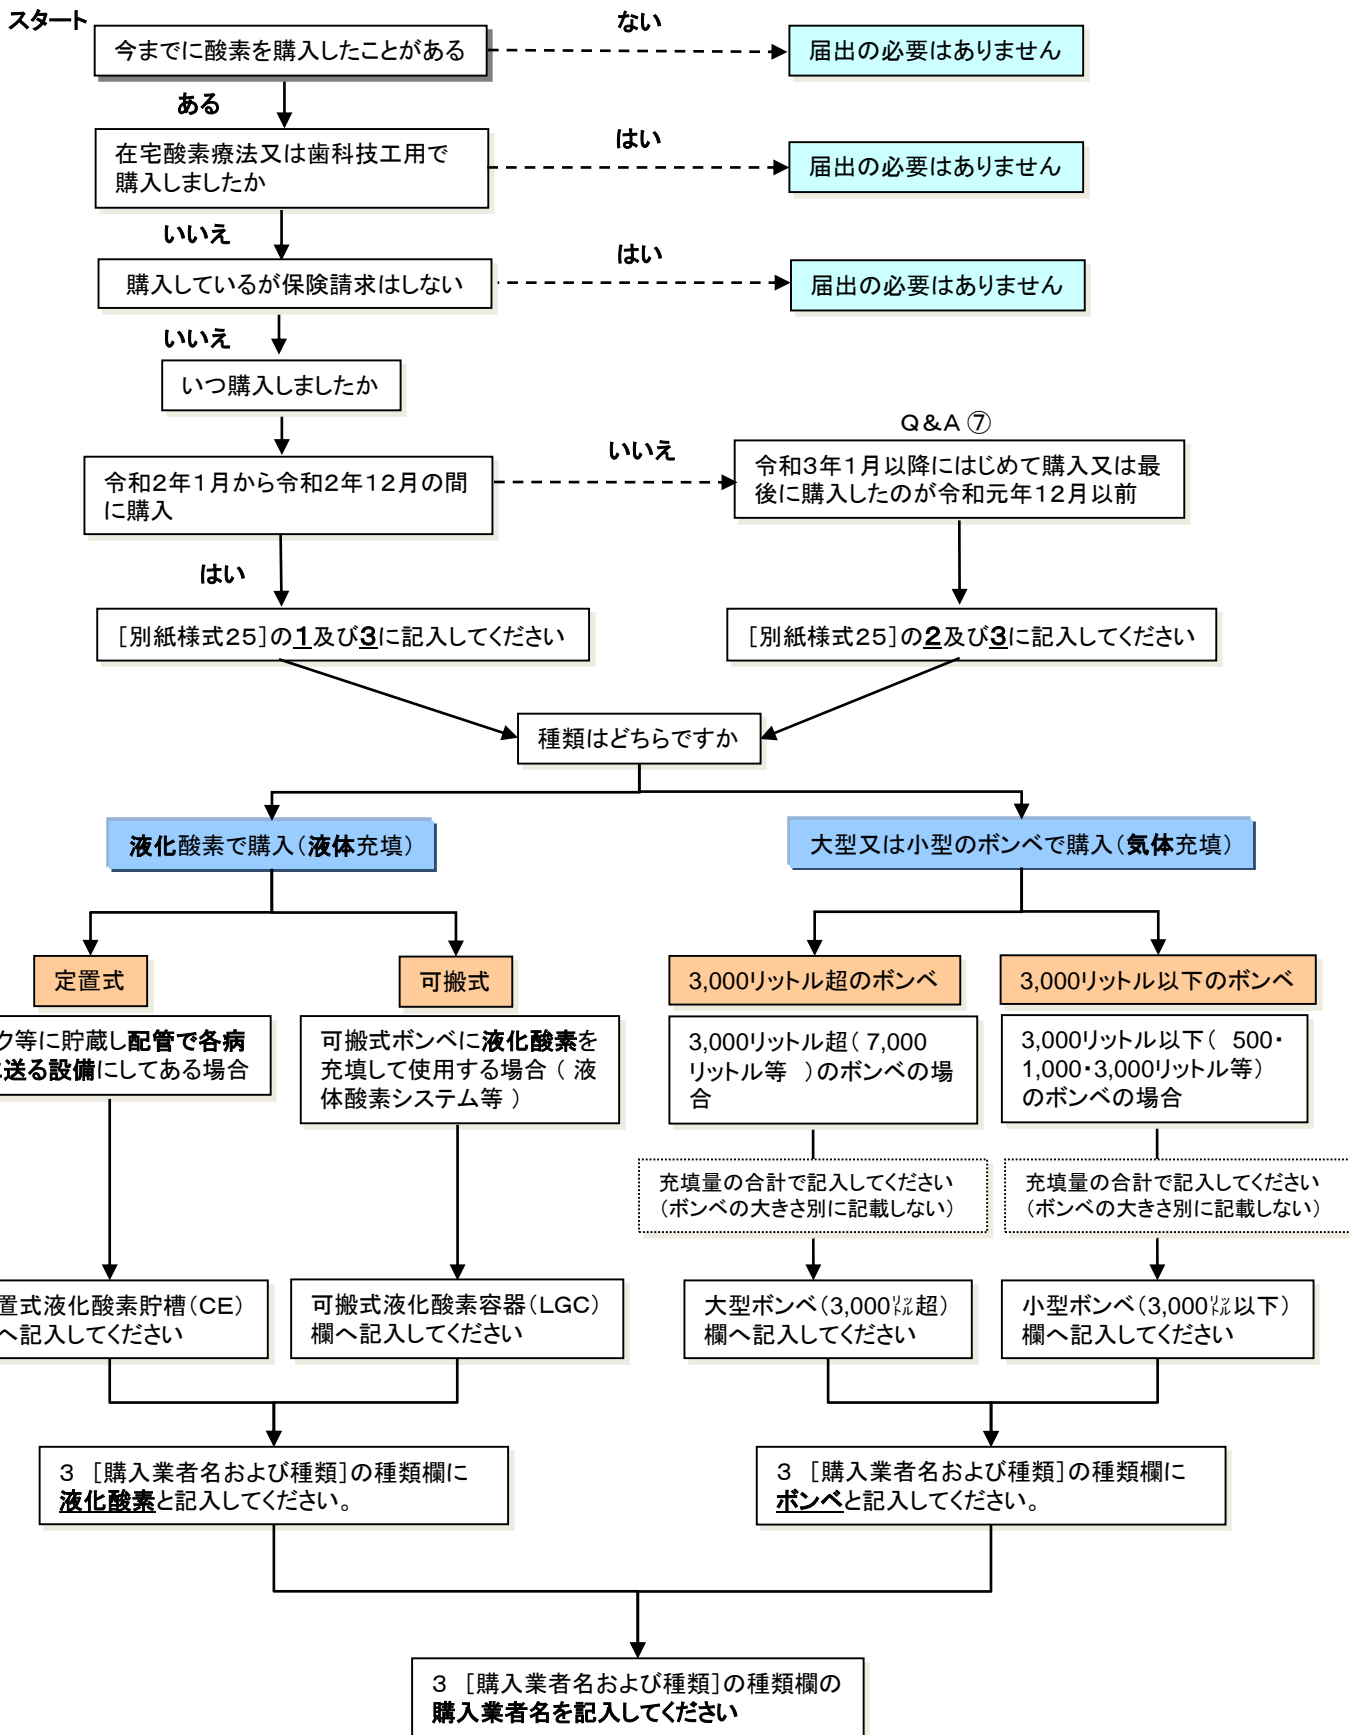 スタート
今までに酸素を購入したことがある
ない
届出の必要はありません
ある
在宅酸素療法又は歯科技工用で
購入しましたか
はい
届出の必要はありません
いいえ
購入しているが保険請求はしない
はい
届出の必要はありません
いいえ
いつ購入しましたか
令和2年1月から令和2年12月の間
に購入
いいえ
Q&A⑦
令和3年1月以降にはじめて購入又は最
後に購入したのが令和元年12月以前
はい
[別紙様式25]の1及び3に記入してください
[別紙様式25]の2及び3に記入してください
種類はどちらですか
液化酸素で購入(液体充填)
大型又は小型のボンベで購入(気体充填)
定置式
可搬式
3,000リットル超のボンベ
3,000リットル以下のボンベ
ク等に貯蔵し配管で各病
送る設備にしてある場合
可搬式ボンベに液化酸素を
充填して使用する場合( 液
体酸素システム等 )
3,000リットル超( 7,000
リットル等 )のボンベの場
合
3,000リットル以下( 500・
1,000・3,000リットル等)
のボンベの場合
充填量の合計で記入してください
(ボンベの大きさ別に記載しない)
充填量の合計で記入してください
(ボンベの大きさ別に記載しない)
置式液化酸素貯槽(CE)
へ記入してください
可搬式液化酸素容器(LGC)
欄へ記入してください
大型ボンベ(3,000リットル超)
欄へ記入してください
小型ボンベ(3,000リットル以下)
欄へ記入してください
3 [購入業者名および種類]の種類欄に
液化酸素と記入してください。
3 [購入業者名および種類]の種類欄に
ボンベと記入してください。
3 [購入業者名および種類]の種類欄の
購入業者名を記入してください